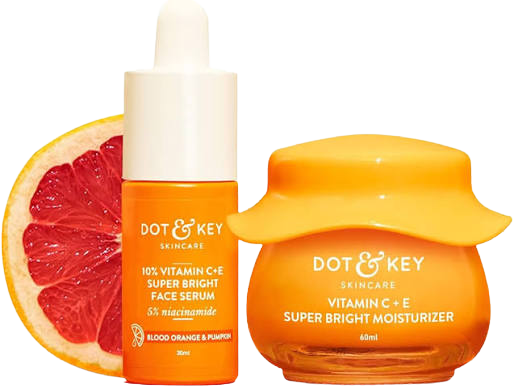 DOT & KEY
SKINCARE
10% VITAMIN C+E
SUPER BRIGHT
FACE SERUM
5% niacinamide
BLOOD ORANGE & PUMPKIN
30ml
DOT & KEY
SKINCARE
VITAMIN C + E
SUPER BRIGHT MOISTURIZER
60ml